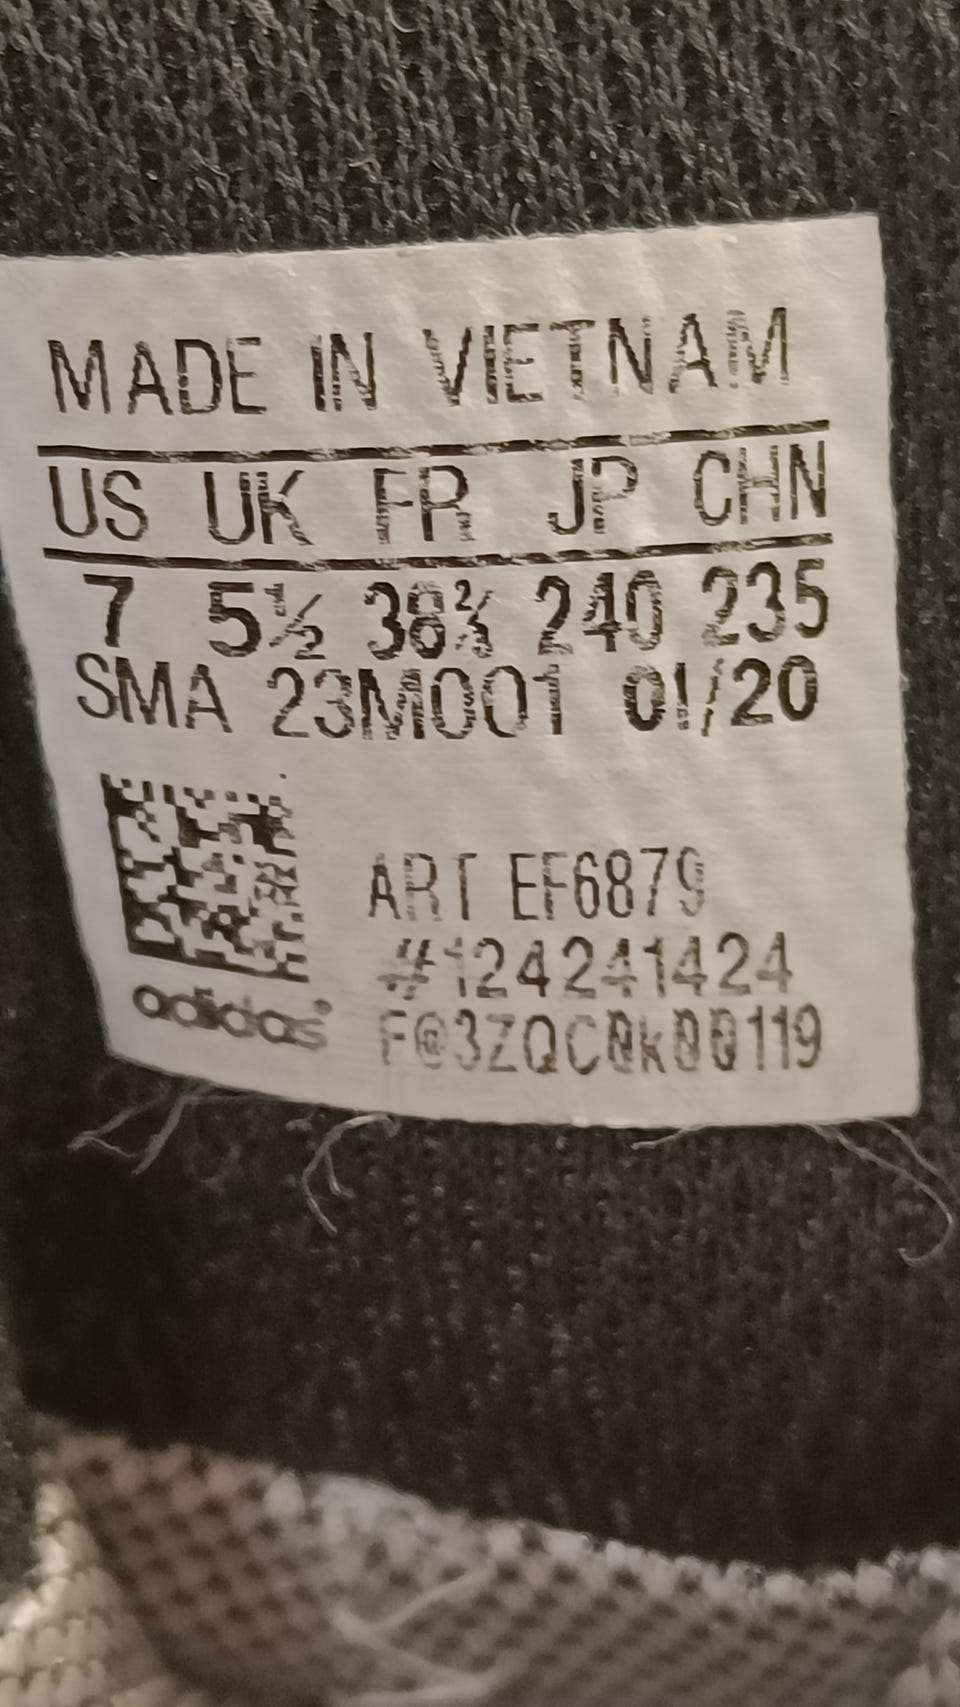 MADE IN VIETNAM
US UK FR JP CHN
7 5½ 38⅔ 240 235
SMA 23M001 01/20
ART EF6879
#124241424
adidas F@3ZQC0k00119